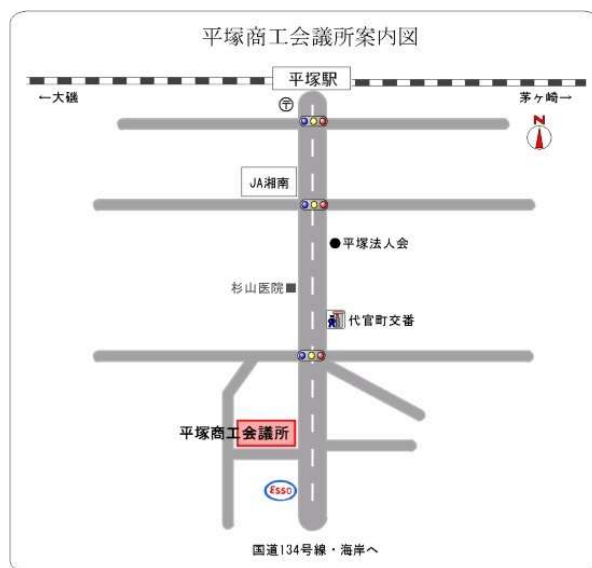 平塚商工会議所案内図
平塚駅
←大磯
茅ヶ崎→
〒
N
JA湘南
●平塚法人会
杉山医院■
代官町交番
平塚商工会議所
Esso
国道134号線・海岸へ